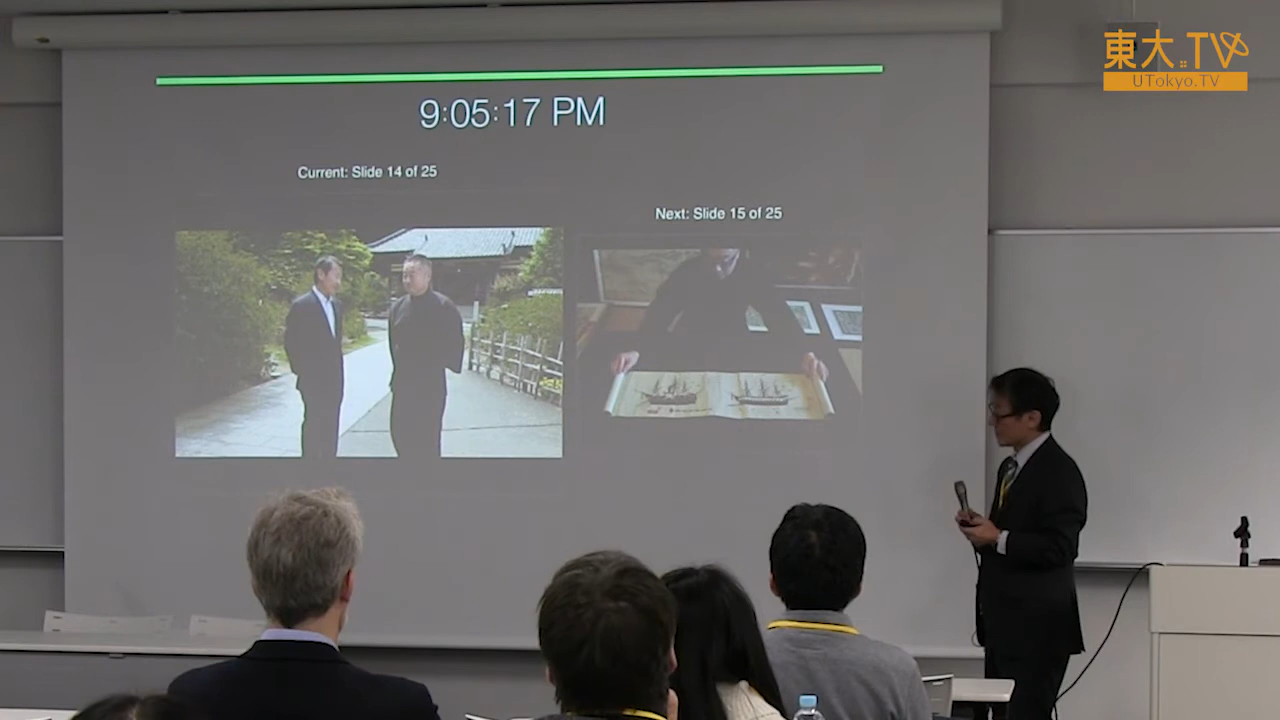 東大.TV
UTokyo.TV
9:05:17 PM
Current: Slide 14 of 25
Next: Slide 15 of 25